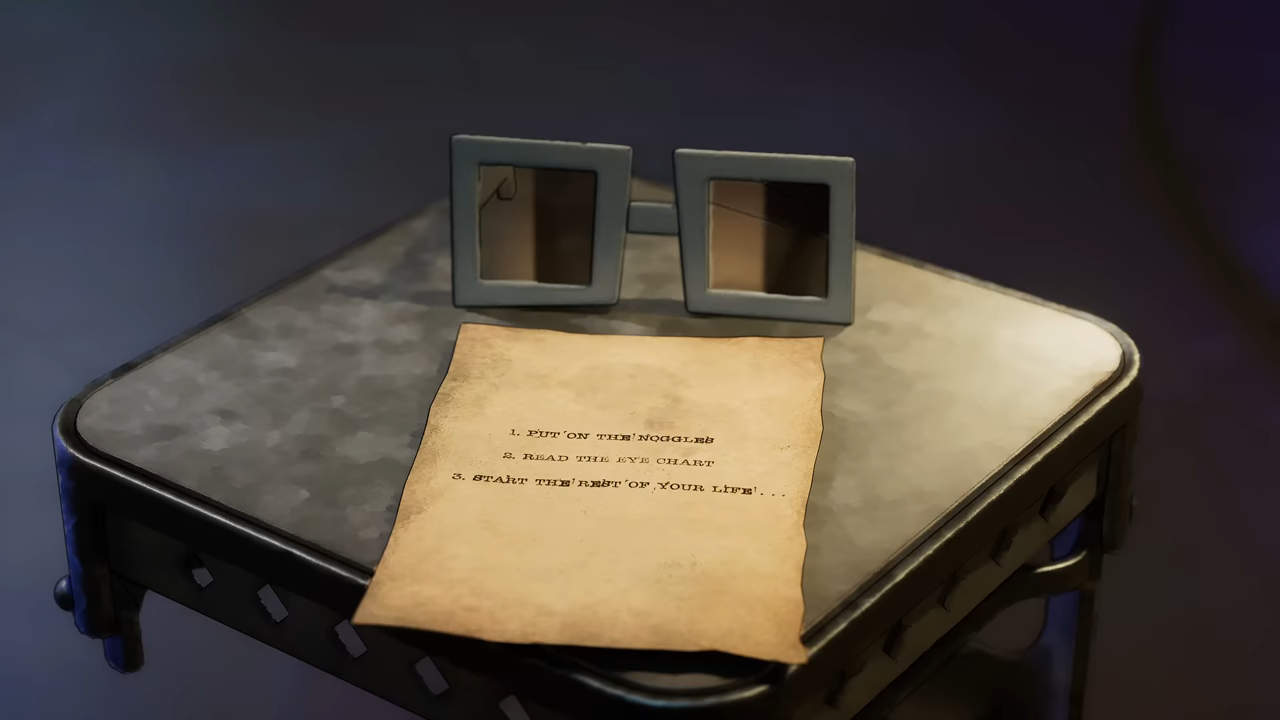 1. PUT ON THE NOGGLES
2. READ THE EYE CHART
3. START THE REST OF YOUR LIFE...